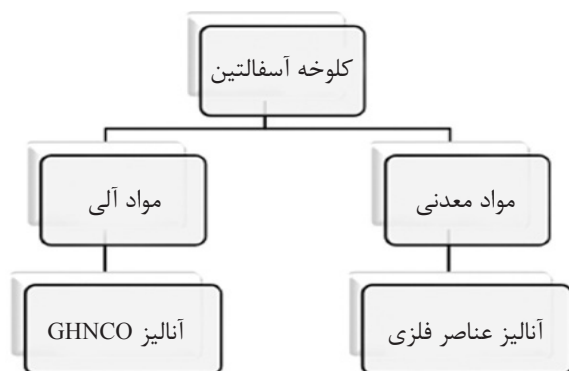 کلوخه آسفالتین
مواد معدنی
مواد آلی
آنالیز عناصر فلزی
آنالیز GHNCO